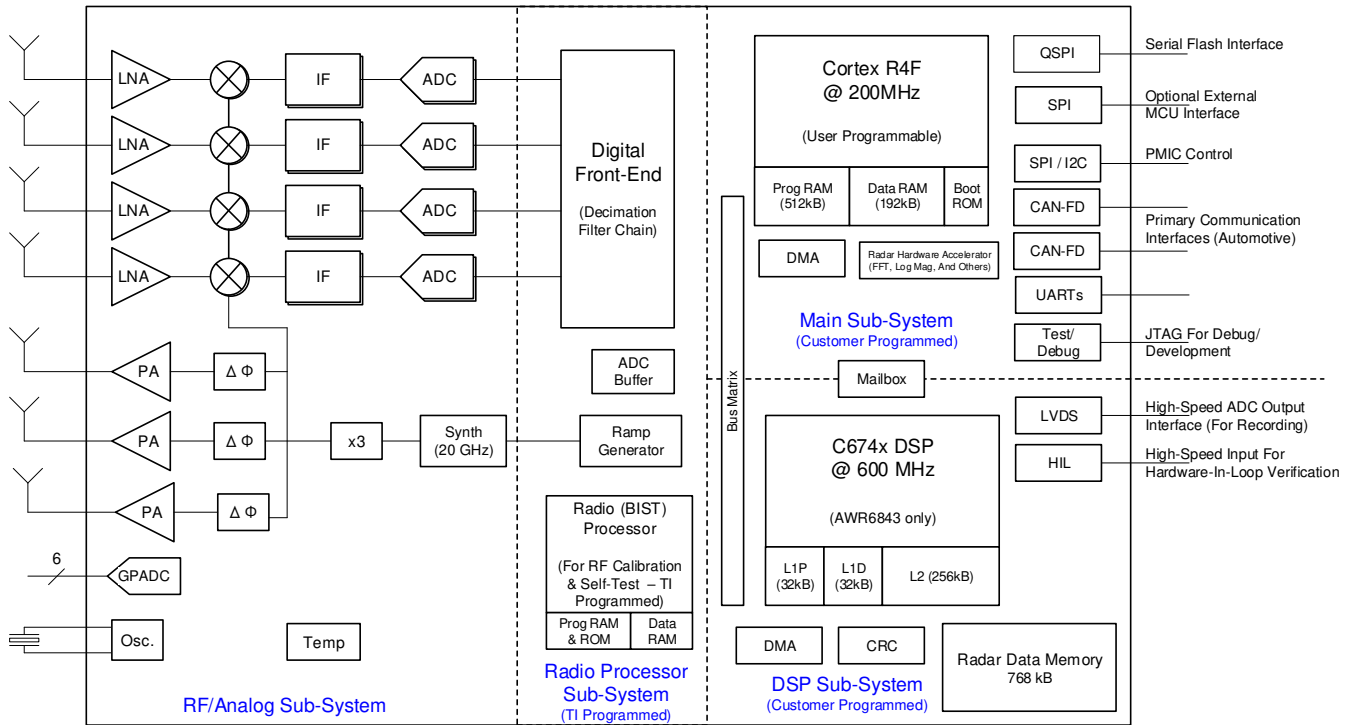 LNA
IF
ADC
LNA
IF
ADC
LNA
IF
ADC
LNA
IF
ADC
PA
Δ Φ
PA
Δ Φ
x3
Synth
(20 GHz)
PA
Δ Φ
6
GPADC
Osc.
Temp
RF/Analog Sub-System
Digital
Front-End
(Decimation
Filter Chain)
ADC
Buffer
Ramp
Generator
Radio (BIST)
Processor
(For RF Calibration
& Self-Test – TI
Programmed)
Prog RAM
& ROM
Data
RAM
Radio Processor
Sub-System
(TI Programmed)
Bus Matrix
Cortex R4F
@ 200MHz
(User Programmable)
Prog RAM
(512kB)
Data RAM
(192kB)
Boot
ROM
DMA
Radar Hardware Accelerator
(FFT, Log Mag, And Others)
Main Sub-System
(Customer Programmed)
Mailbox
QSPI
Serial Flash Interface
SPI
Optional External
MCU Interface
SPI / I2C
PMIC Control
CAN-FD
Primary Communication
Interfaces (Automotive)
CAN-FD
UARTs
Test/
Debug
JTAG For Debug/
Development
C674x DSP
@ 600 MHz
(AWR6843 only)
L1P
(32kB)
L1D
(32kB)
L2 (256kB)
LVDS
High-Speed ADC Output
Interface (For Recording)
HIL
High-Speed Input For
Hardware-In-Loop Verification
DMA
CRC
DSP Sub-System
(Customer Programmed)
Radar Data Memory
768 kB